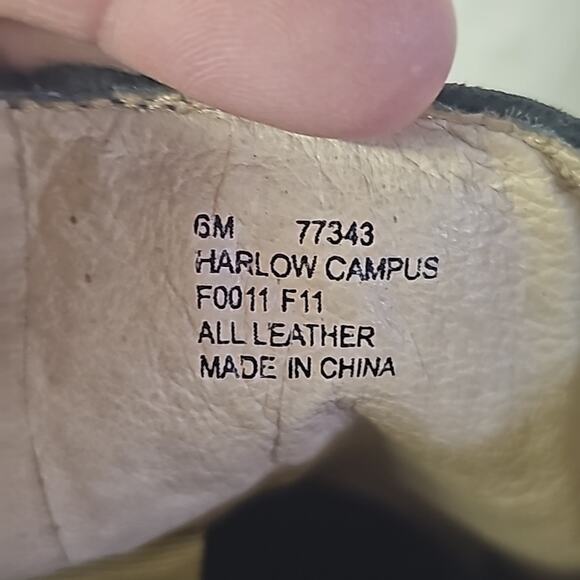 6M 77343
HARLOW CAMPUS
F0011 F11
ALL LEATHER
MADE IN CHINA